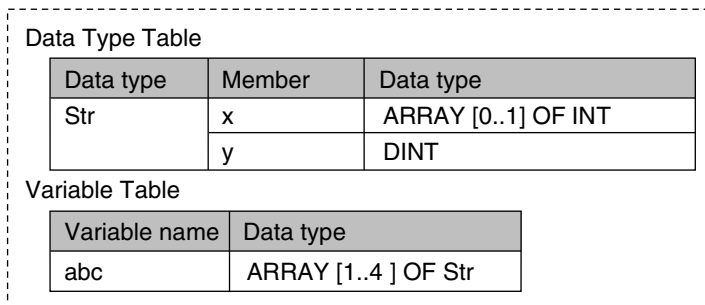 Data Type Table
Data type Member Data type
Str x ARRAY [0..1] OF INT
y DINT
Variable Table
Variable name Data type
abc ARRAY [1..4 ] OF Str